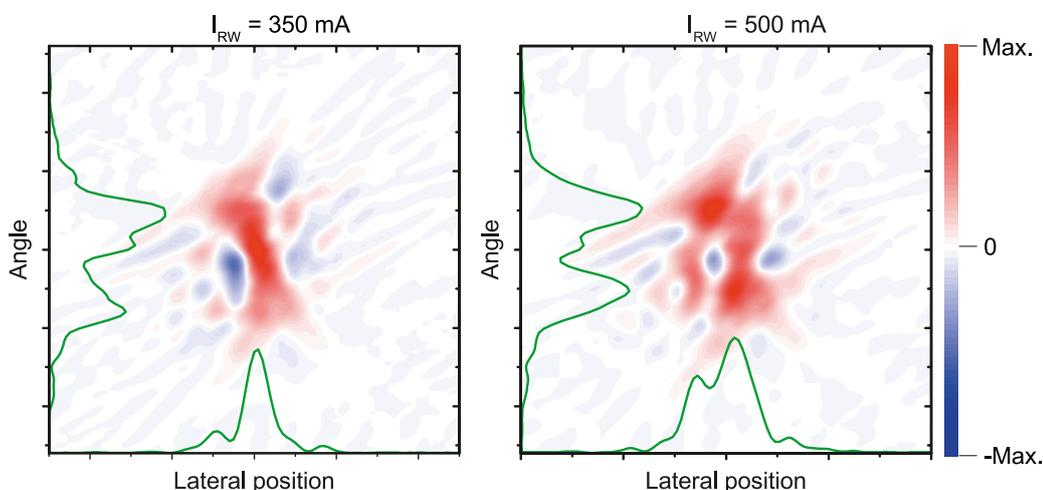 I_RW = 350 mA
I_RW = 500 mA
Max.
0
-Max.
Angle
Angle
Lateral position
Lateral position